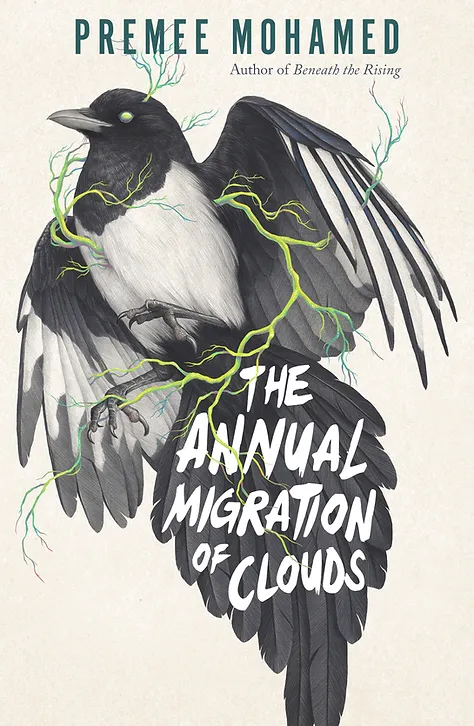 PREMEE MOHAMED
Author of Beneath the Rising
THE
ANNUAL
MIGRATION
OF CLOUDS